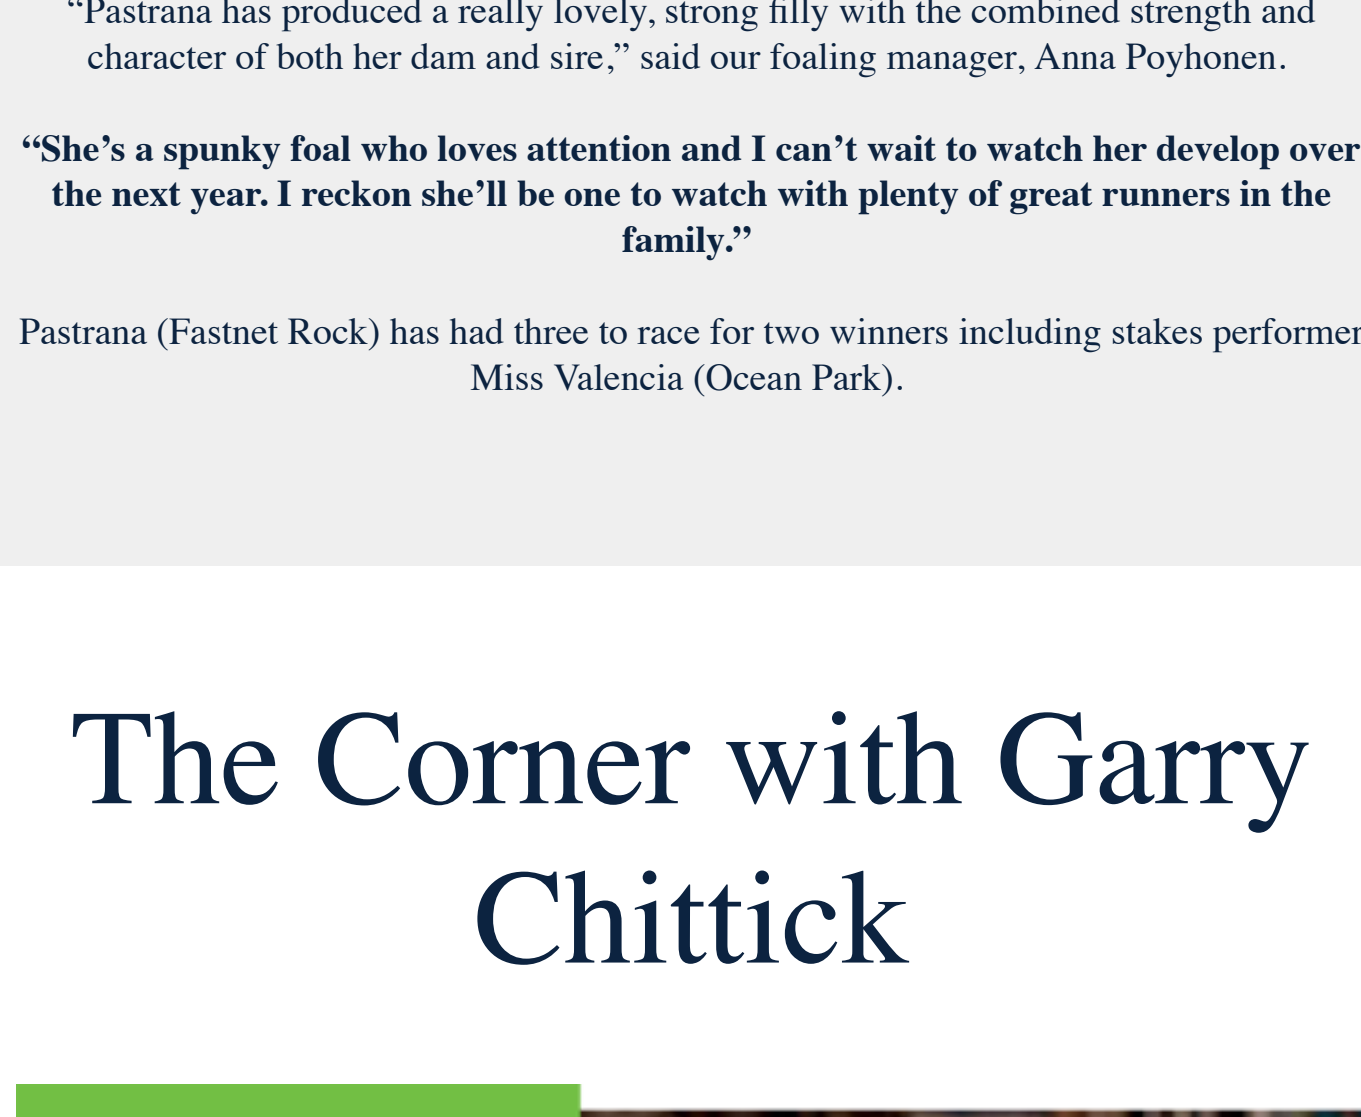 “Pastrana has produced a really lovely, strong filly with the combined strength and
character of both her dam and sire,” said our foaling manager, Anna Poyhonen.
“She’s a spunky foal who loves attention and I can’t wait to watch her develop over
the next year. I reckon she’ll be one to watch with plenty of great runners in the
family.”
Pastrana (Fastnet Rock) has had three to race for two winners including stakes performer
Miss Valencia (Ocean Park).
The Corner with Garry
Chittick